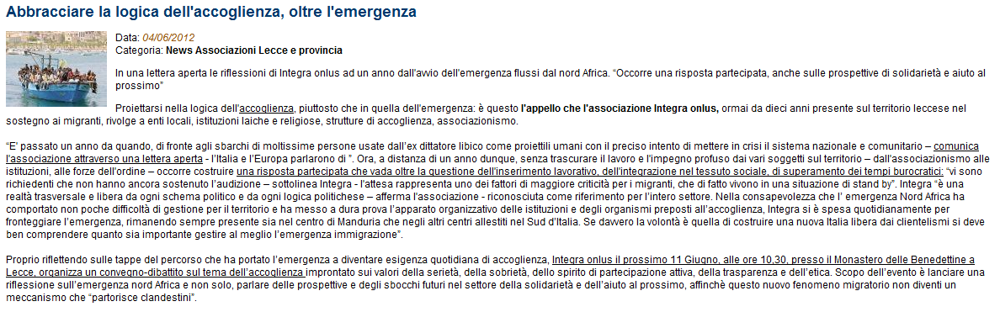 Abbracciare la logica dell'accoglienza, oltre l'emergenza
Data: 04/06/2012
Categoria: News Associazioni Lecce e provincia
In una lettera aperta le riflessioni di Integra onlus ad un anno dall'avvio dell'emergenza flussi dal nord Africa. “Occorre una risposta partecipata, anche sulle prospettive di solidarietà e aiuto al
prossimo”
Proiettarsi nella logica dell'accoglienza, piuttosto che in quella dell'emergenza: è questo l'appello che l'associazione Integra onlus, ormai da dieci anni presente sul territorio leccese nel
sostegno ai migranti, rivolge a enti locali, istituzioni laiche e religiose, strutture di accoglienza, associazionismo.
“E' passato un anno da quando, di fronte agli sbarchi di moltissime persone usate dall’ex dittatore libico come proiettili umani con il preciso intento di mettere in crisi il sistema nazionale e comunitario – comunica
l'associazione attraverso una lettera aperta - l’Italia e l’Europa parlarono di ”. Ora, a distanza di un anno dunque, senza trascurare il lavoro e l'impegno profuso dai vari soggetti sul territorio – dall'associazionismo alle
istituzioni, alle forze dell'ordine – occorre costruire una risposta partecipata che vada oltre la questione dell'inserimento lavorativo, dell'integrazione nel tessuto sociale, di superamento dei tempi burocratici: “vi sono
richiedenti che non hanno ancora sostenuto l’audizione – sottolinea Integra - l'attesa rappresenta uno dei fattori di maggiore criticità per i migranti, che di fatto vivono in una situazione di stand by”. Integra “è una
realtà trasversale e libera da ogni schema politico e da ogni logica politichese – afferma l'associazione - riconosciuta come riferimento per l’intero settore. Nella consapevolezza che l’ emergenza Nord Africa ha
comportato non poche difficoltà di gestione per il territorio e ha messo a dura prova l’apparato organizzativo delle istituzioni e degli organismi preposti all’accoglienza, Integra si è spesa quotidianamente per
fronteggiare l’emergenza, rimanendo sempre presente sia nel centro di Manduria che negli altri centri allestiti nel Sud d’Italia. Se davvero la volontà è quella di costruire una nuova Italia libera dai clientelismi si deve
ben comprendere quanto sia importante gestire al meglio l’emergenza immigrazione”.
Proprio riflettendo sulle tappe del percorso che ha portato l’emergenza a diventare esigenza quotidiana di accoglienza, Integra onlus il prossimo 11 Giugno, alle ore 10,30, presso il Monastero delle Benedettine a
Lecce, organizza un convegno-dibattito sul tema dell’accoglienza improntato sui valori della serietà, della sobrietà, dello spirito di partecipazione attiva, della trasparenza e dell’etica. Scopo dell’evento è lanciare una
riflessione sull’emergenza nord Africa e non solo, parlare delle prospettive e degli sbocchi futuri nel settore della solidarietà e dell’aiuto al prossimo, affinchè questo nuovo fenomeno migratorio non diventi un
meccanismo che “partorisce clandestini”.